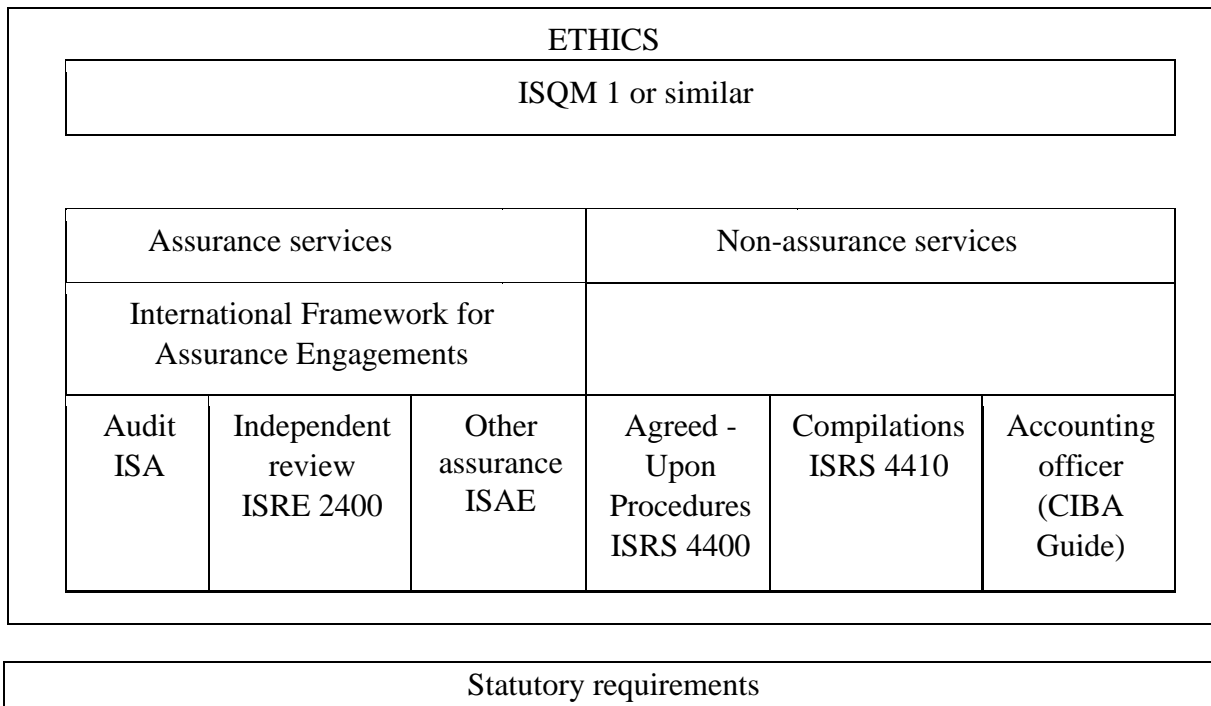 ETHICS
ISQM 1 or similar
Assurance services
Non-assurance services
International Framework for
Assurance Engagements
Audit
ISA
Independent
review
ISRE 2400
Other
assurance
ISAE
Agreed -
Upon
Procedures
ISRS 4400
Compilations
ISRS 4410
Accounting
officer
(CIBA
Guide)
Statutory requirements